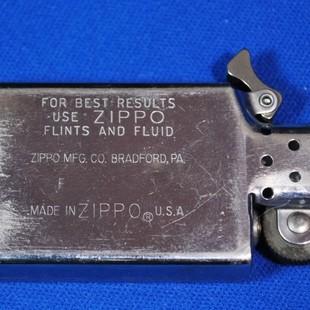 FOR BEST RESULTS
USE ZIPPO
FLINTS AND FLUID
ZIPPO MFG. CO. BRADFORD, PA.
F
MADE IN ZIPPO® U.S.A